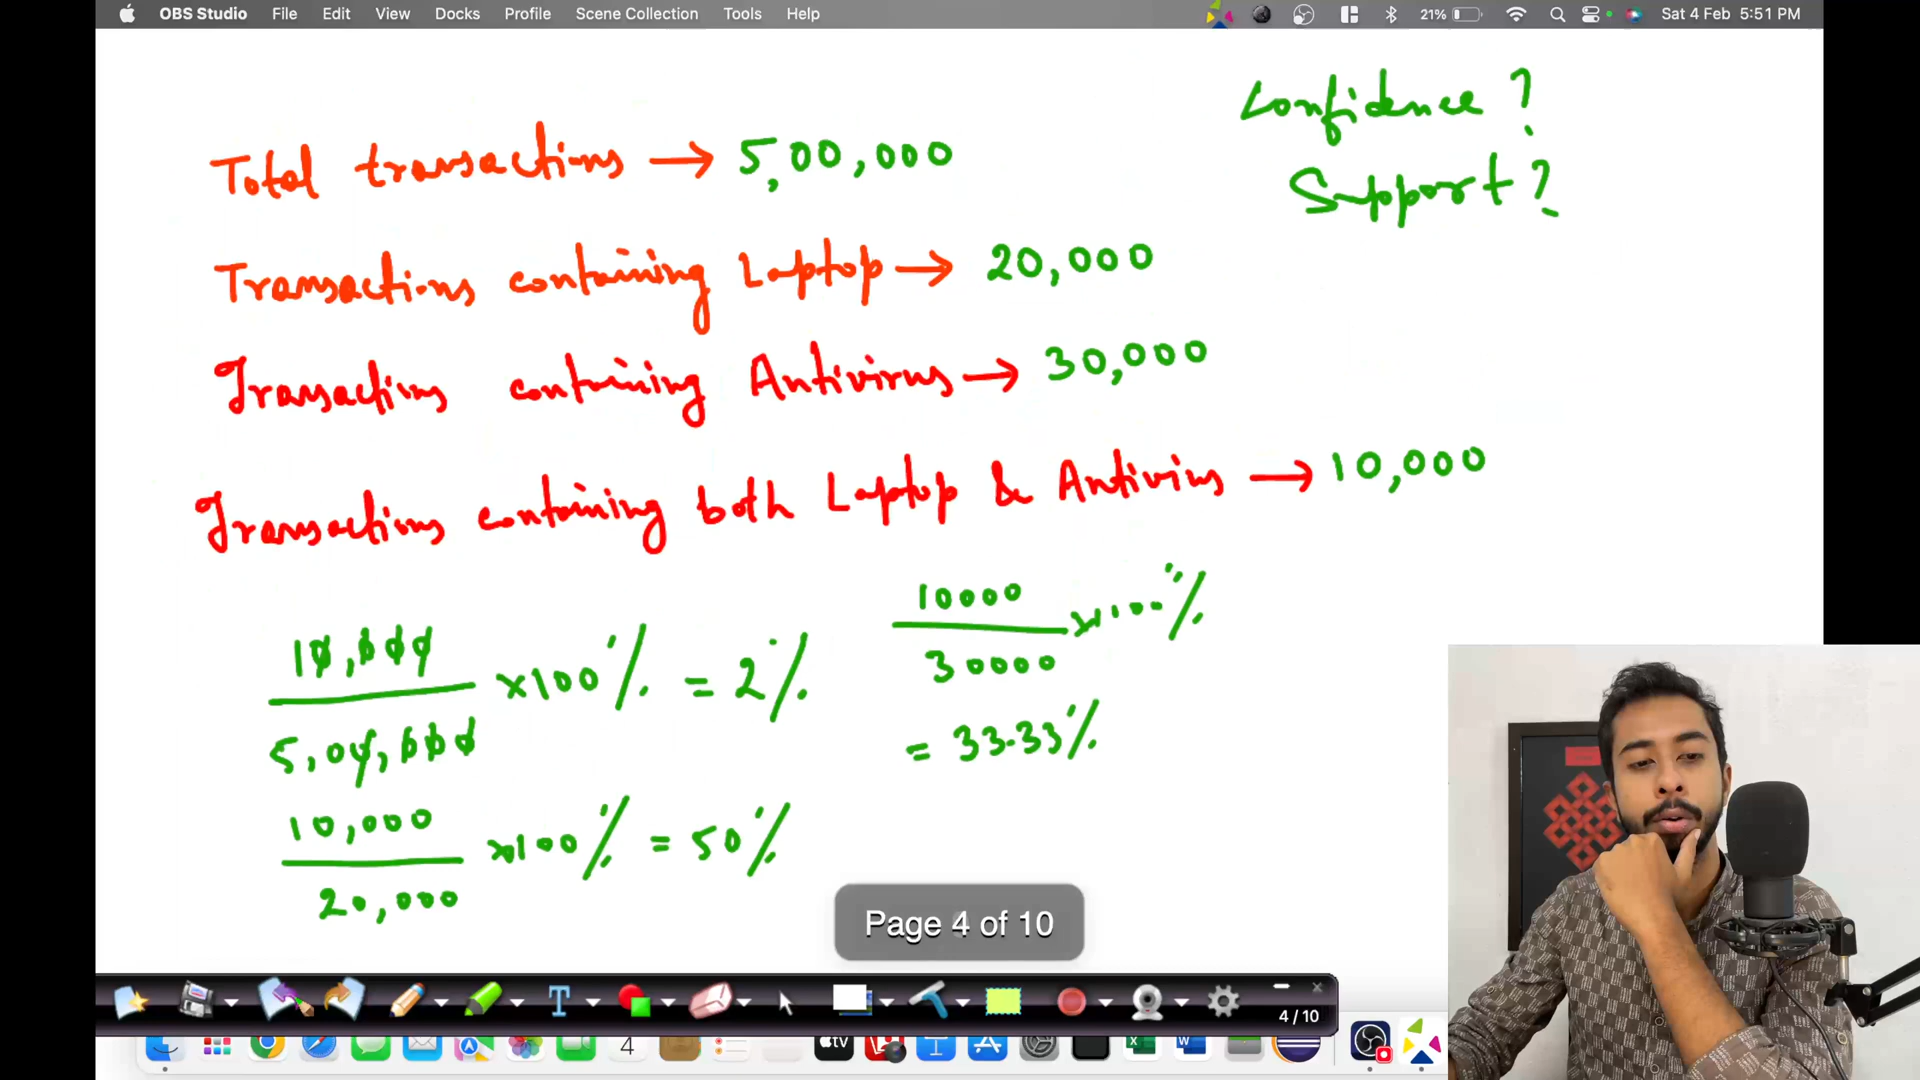 OBS Studio File Edit View Docks Profile Scene Collection Tools Help 21% Sat 4 Feb 5:51 PM
Confidence?
Support?
Total transactions → 5,00,000
Transactions containing Laptop → 20,000
Transactions containing Antivirus → 30,000
Transactions containing both Laptop & Antivirus → 10,000
10,000
5,00,000
×100% = 2%
10000
30000
×100%
= 33.33%
10,000
20,000
×100% = 50%
Page 4 of 10
T
4 / 10
4
tv